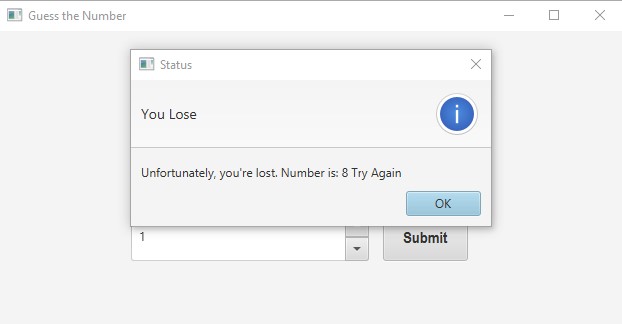 Guess the Number
Status
You Lose
Unfortunately, you're lost. Number is: 8 Try Again
OK
1
Submit